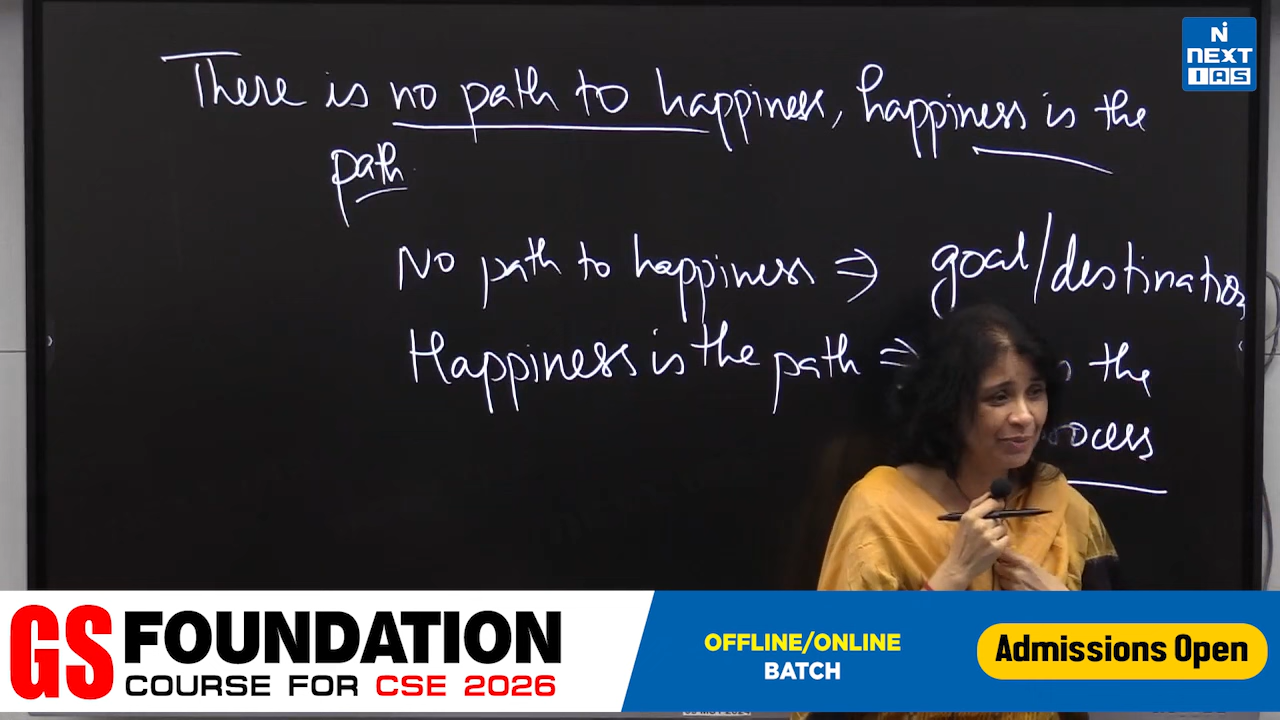 There is no path to happiness, happiness is the
path.
No path to happiness ⇒ goal/destination
Happiness is the path ⇒ the
NEXT
IAS
GS FOUNDATION
COURSE FOR CSE 2026
OFFLINE/ONLINE
BATCH
Admissions Open